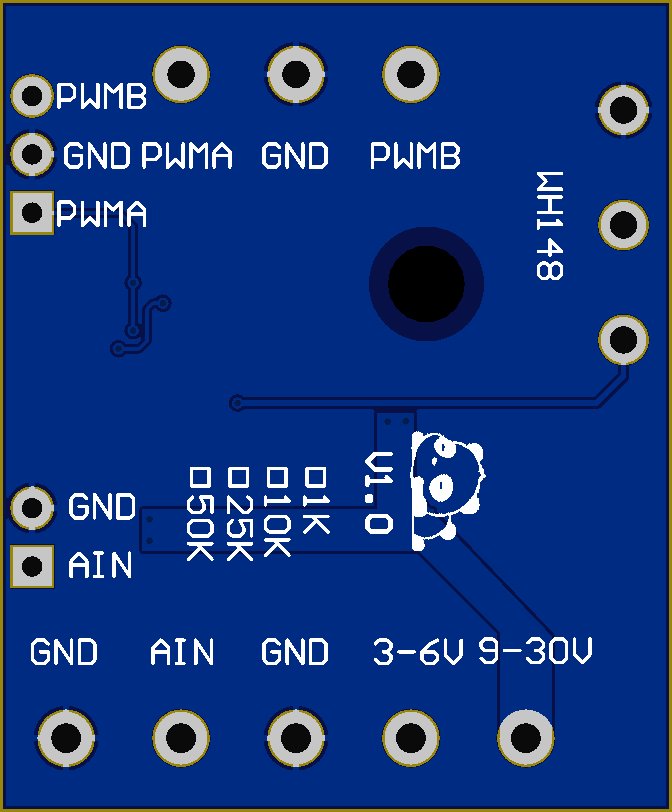 PWMB
GND PWMA GND PWMB
PWMA
WH148
V1.0
□1K
□10K
□25K
□50K
GND
AIN
GND AIN GND 3-6V 9-30V